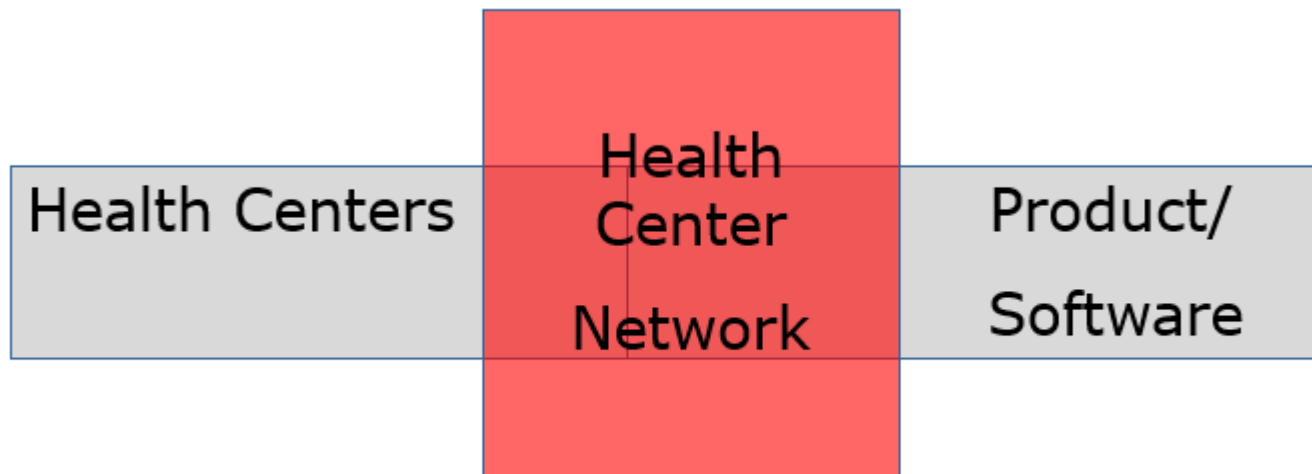 Health Centers
Health
Center
Network
Product/
Software